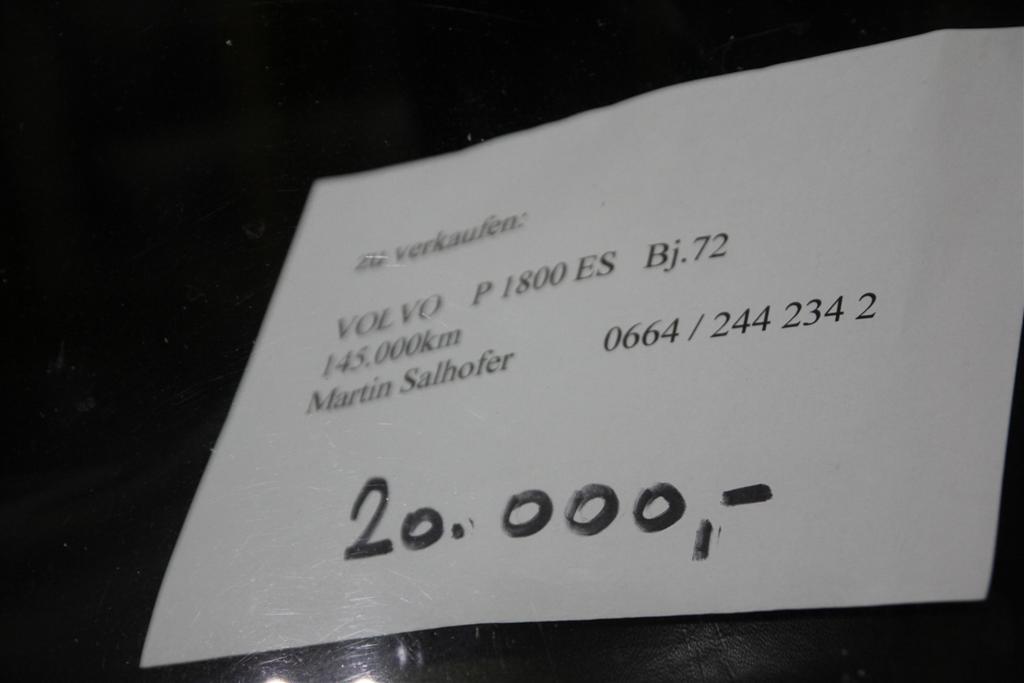 zu verkaufen:
VOLVO P 1800 ES Bj.72
145.000km
Martin Salhofer 0664 / 244 234 2
20.000,-